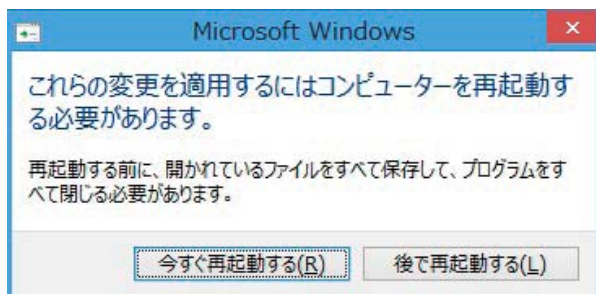 Microsoft Windows
これらの変更を適用するにはコンピューターを再起動す
る必要があります。
再起動する前に、開かれているファイルをすべて保存して、プログラムをす
べて閉じる必要があります。
今すぐ再起動する(R) 後で再起動する(L)